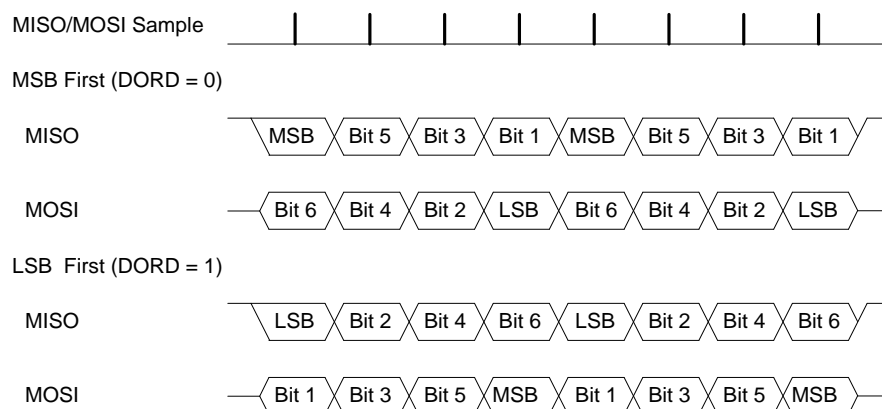 MISO/MOSI Sample
MSB First (DORD = 0)
MISO MSB Bit 5 Bit 3 Bit 1 MSB Bit 5 Bit 3 Bit 1
MOSI Bit 6 Bit 4 Bit 2 LSB Bit 6 Bit 4 Bit 2 LSB
LSB First (DORD = 1)
MISO LSB Bit 2 Bit 4 Bit 6 LSB Bit 2 Bit 4 Bit 6
MOSI Bit 1 Bit 3 Bit 5 MSB Bit 1 Bit 3 Bit 5 MSB